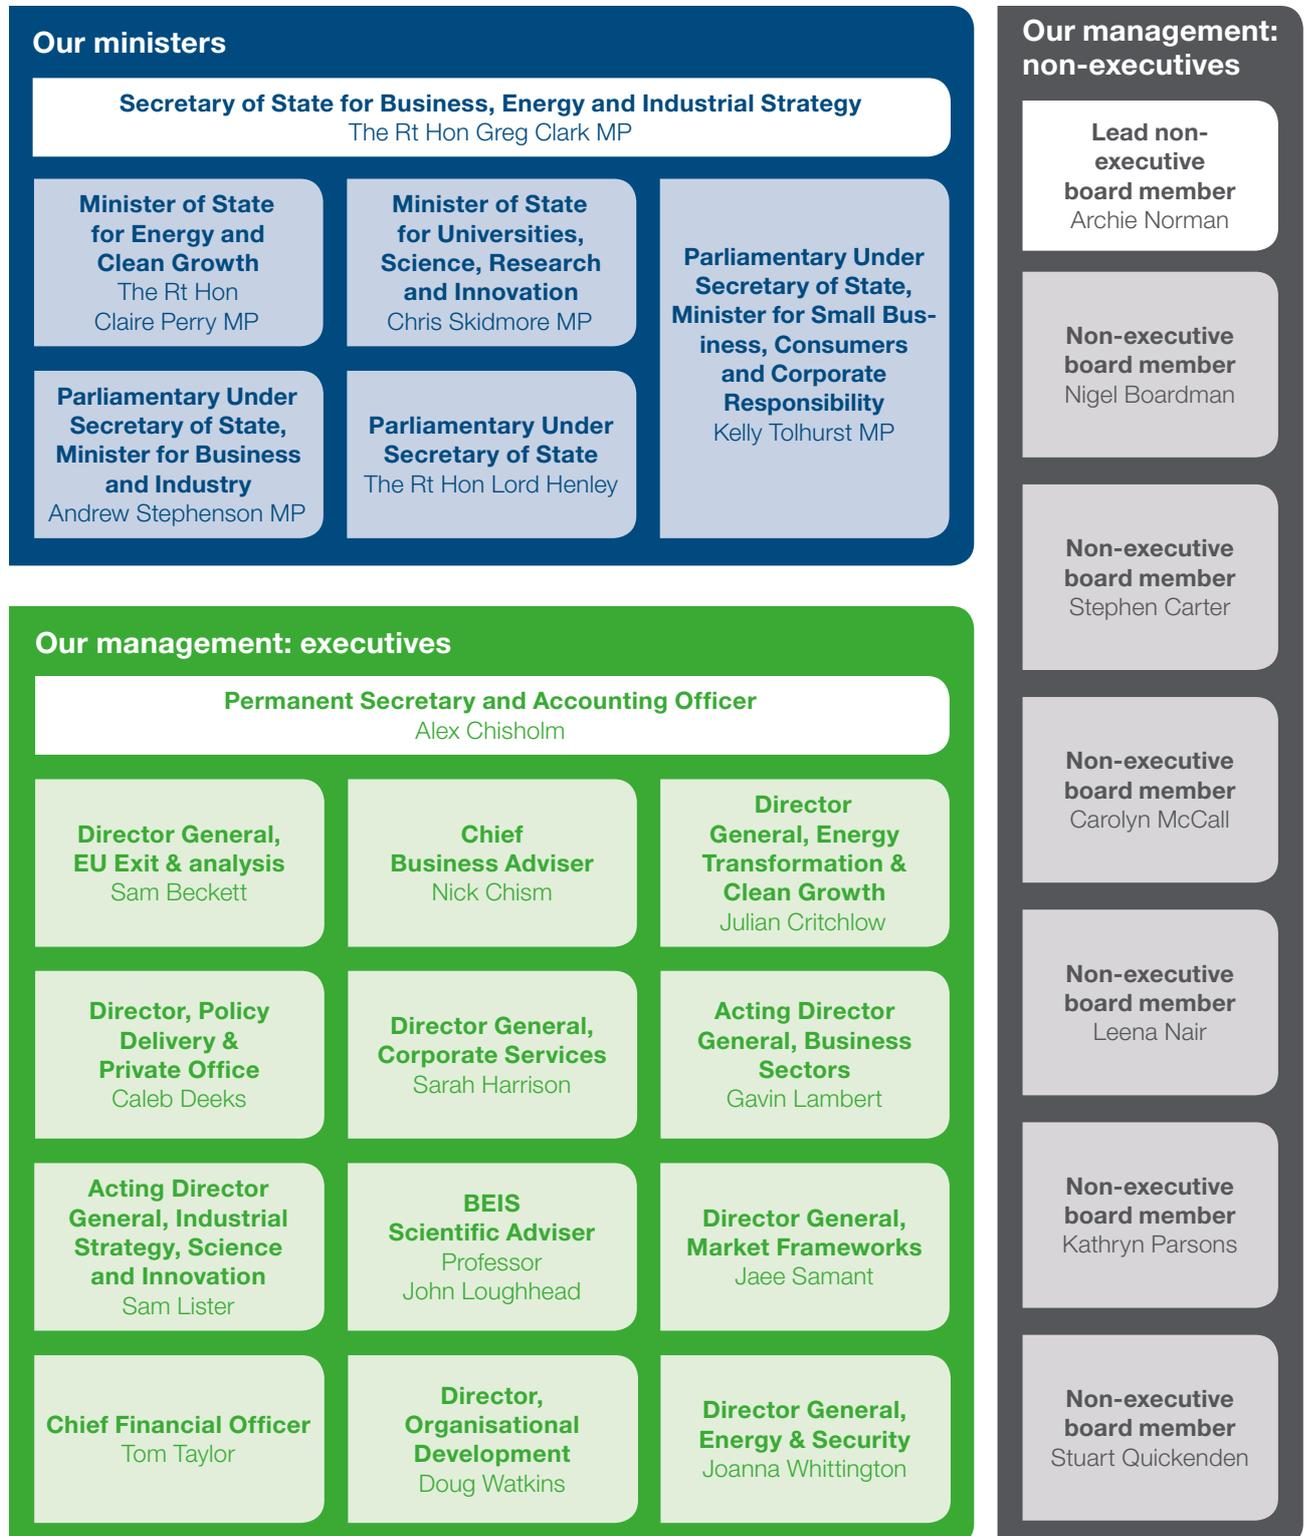 Our ministers
Secretary of State for Business, Energy and Industrial Strategy
The Rt Hon Greg Clark MP
Minister of State
for Energy and
Clean Growth
The Rt Hon
Claire Perry MP
Minister of State
for Universities,
Science, Research
and Innovation
Chris Skidmore MP
Parliamentary Under
Secretary of State,
Minister for Small Bus-
iness, Consumers
and Corporate
Responsibility
Kelly Tolhurst MP
Parliamentary Under
Secretary of State,
Minister for Business
and Industry
Andrew Stephenson MP
Parliamentary Under
Secretary of State
The Rt Hon Lord Henley
Our management: executives
Permanent Secretary and Accounting Officer
Alex Chisholm
Director General,
EU Exit & analysis
Sam Beckett
Chief
Business Adviser
Nick Chism
Director
General, Energy
Transformation &
Clean Growth
Julian Critchlow
Director, Policy
Delivery &
Private Office
Caleb Deeks
Director General,
Corporate Services
Sarah Harrison
Acting Director
General, Business
Sectors
Gavin Lambert
Acting Director
General, Industrial
Strategy, Science
and Innovation
Sam Lister
BEIS
Scientific Adviser
Professor
John Loughhead
Director General,
Market Frameworks
Jaee Samant
Chief Financial Officer
Tom Taylor
Director,
Organisational
Development
Doug Watkins
Director General,
Energy & Security
Joanna Whittington
Our management:
non-executives
Lead non-
executive
board member
Archie Norman
Non-executive
board member
Nigel Boardman
Non-executive
board member
Stephen Carter
Non-executive
board member
Carolyn McCall
Non-executive
board member
Leena Nair
Non-executive
board member
Kathryn Parsons
Non-executive
board member
Stuart Quickenden